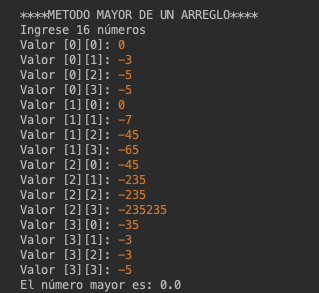 ****METODO MAYOR DE UN ARREGLO****
Ingrese 16 números
Valor [0][0]: 0
Valor [0][1]: -3
Valor [0][2]: -5
Valor [0][3]: -5
Valor [1][0]: 0
Valor [1][1]: -7
Valor [1][2]: -45
Valor [1][3]: -65
Valor [2][0]: -45
Valor [2][1]: -235
Valor [2][2]: -235
Valor [2][3]: -235235
Valor [3][0]: -35
Valor [3][1]: -3
Valor [3][2]: -3
Valor [3][3]: -5
El número mayor es: 0.0